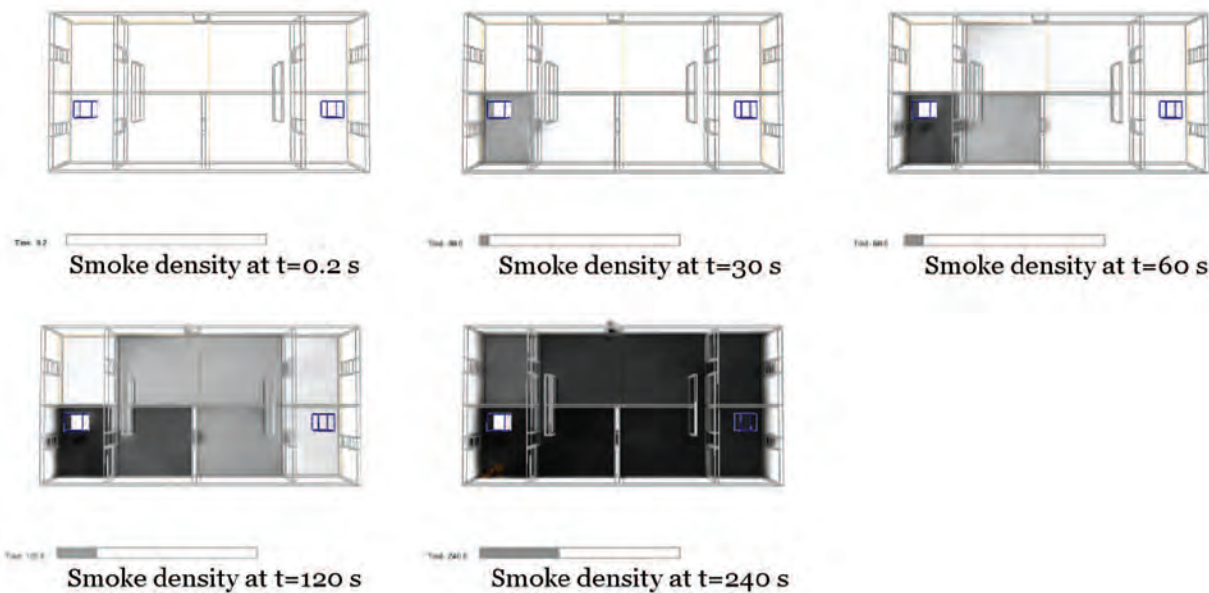 Smoke density at t=0.2 s
Smoke density at t=30 s
Smoke density at t=60 s
Smoke density at t=120 s
Smoke density at t=240 s